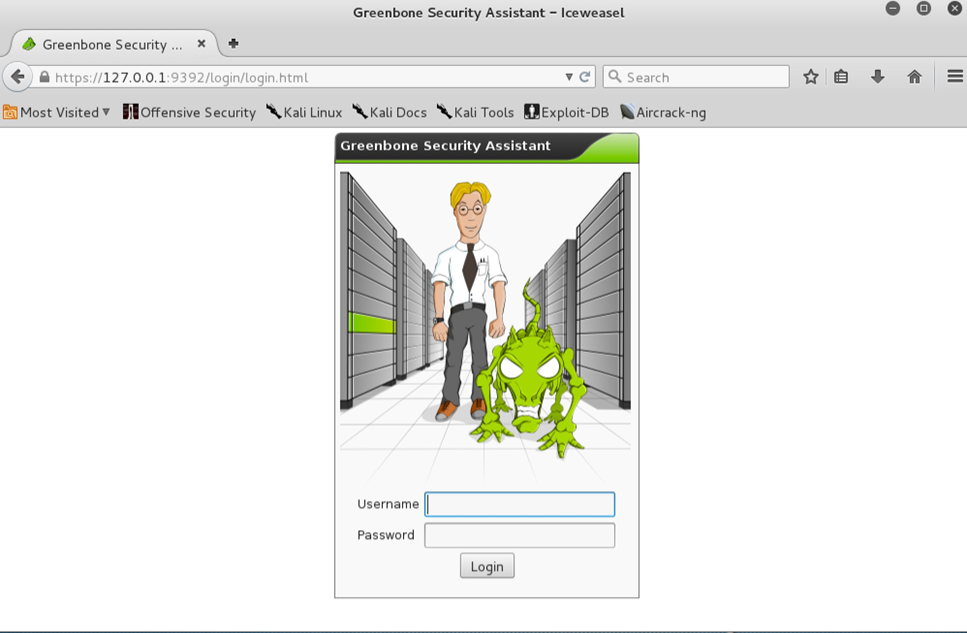 Greenbone Security Assistant – Iceweasel
Greenbone Security ...
https://127.0.0.1:9392/login/login.html Search
Most Visited Offensive Security Kali Linux Kali Docs Kali Tools Exploit-DB Aircrack-ng
Greenbone Security Assistant
Username
Password
Login